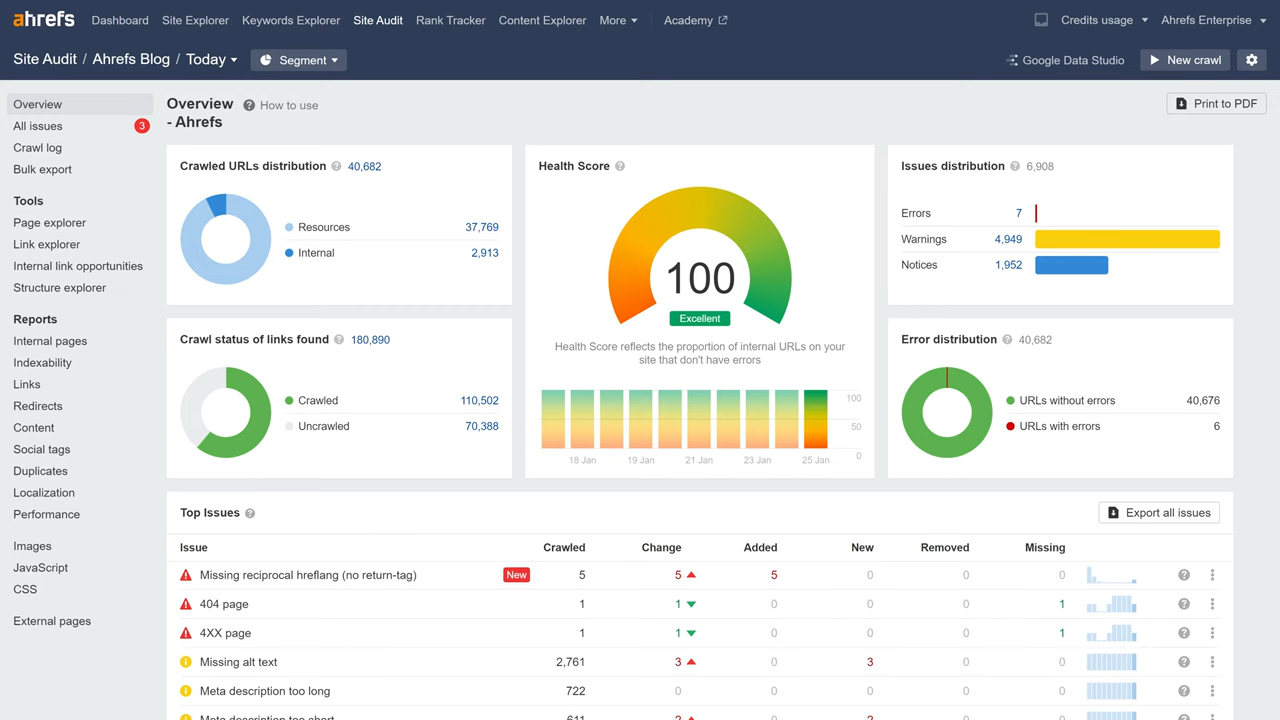 ahrefs Dashboard Site Explorer Keywords Explorer Site Audit Rank Tracker Content Explorer More Academy Credits usage Ahrefs Enterprise
Site Audit / Ahrefs Blog / Today Segment Google Data Studio New crawl
Overview
All issues 3
Crawl log
Bulk export
Tools
Page explorer
Link explorer
Internal link opportunities
Structure explorer
Reports
Internal pages
Indexability
Links
Redirects
Content
Social tags
Duplicates
Localization
Performance
Images
JavaScript
CSS
External pages
Overview ? How to use
- Ahrefs
Print to PDF
Crawled URLs distribution ? 40,682
Resources 37,769
Internal 2,913
Crawl status of links found ? 180,890
Crawled 110,502
Uncrawled 70,388
Health Score ?
100
Excellent
Health Score reflects the proportion of internal URLs on your
site that don't have errors
100
50
0
18 Jan 19 Jan 21 Jan 23 Jan 25 Jan
Issues distribution ? 6,908
Errors 7
Warnings 4,949
Notices 1,952
Error distribution ? 40,682
URLs without errors 40,676
URLs with errors 6
Top Issues ? Export all issues
Issue Crawled Change Added New Removed Missing
Missing reciprocal hreflang (no return-tag) New 5 5 5 0 0 0 ?
404 page 1 1 0 0 0 1 ?
4XX page 1 1 0 0 0 1 ?
Missing alt text 2,761 3 0 3 0 0 ?
Meta description too long 722 0 0 0 0 0 ?
Meta description too short 611 2 0 2 0 0